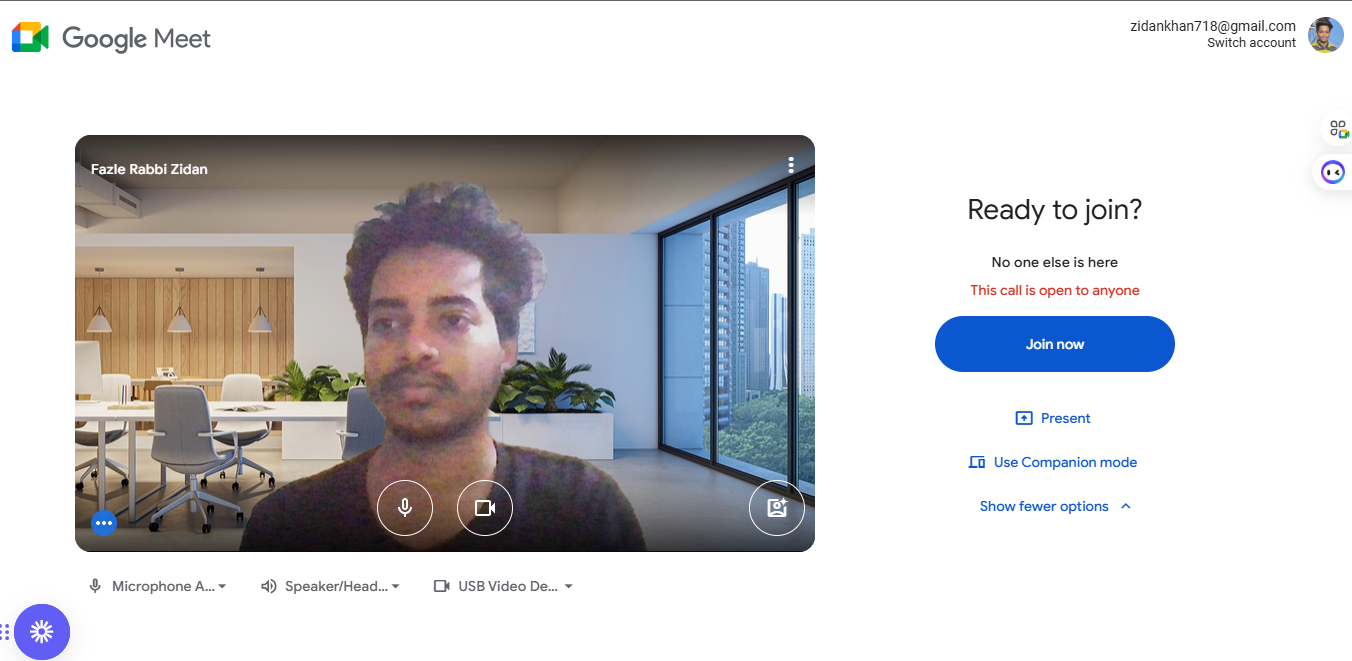 Google Meet
zidankhan718@gmail.com
Switch account
Fazle Rabbi Zidan
Ready to join?
No one else is here
This call is open to anyone
Join now
Present
Use Companion mode
Show fewer options
Microphone A...
Speaker/Head...
USB Video De...